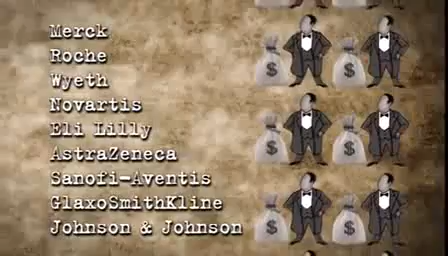 Merck
Roche
Wyeth
Novartis
Eli Lilly
AstraZeneca
Sanofi-Aventis
GlaxoSmithKline
Johnson & Johnson
$ $
$ $
$ $